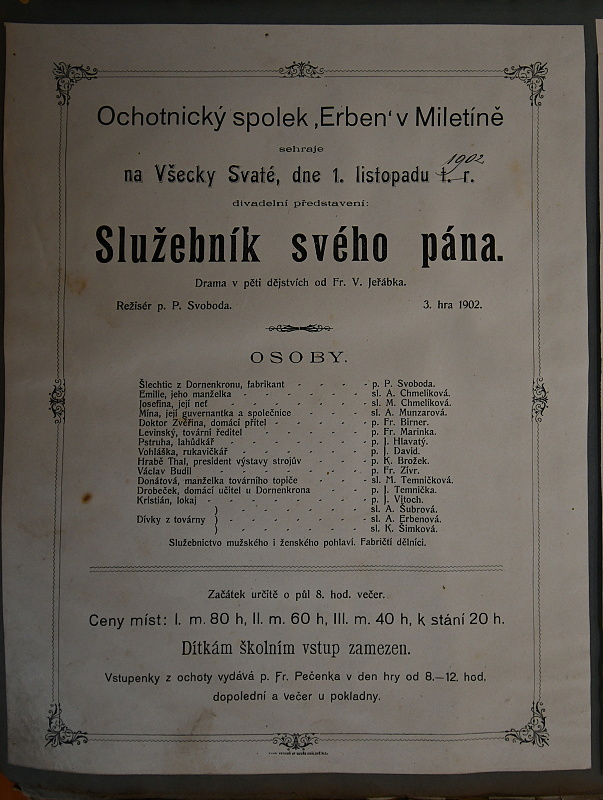 Ochotnický spolek ‚Erben‘ v Miletíně
sehraje
1902
na Všecky Svaté, dne 1. listopadu t. r.
divadelní představení:
Služebník svého pána.
Drama v pěti dějstvích od Fr. V. Jeřábka.
Režisér p. P. Svoboda. 3. hra 1902.
OSOBY.
Šlechtic z Dornenkronu, fabrikant - - - - - p. P. Svoboda.
Emilie, jeho manželka - - - - - - - sl. A. Chmelíková.
Josefina, její neť - - - - - - - - sl. M. Chmelíková.
Mína, její guvernantka a společnice - - - - sl. A. Munzarová.
Doktor Zvěřina, domácí přítel - - - - - - p. Fr. Birner.
Levinský, tovární ředitel - - - - - - - p. Fr. Marinka.
Pstruha, lahůdkář - - - - - - - - p. J. Hlavatý.
Vohláška, rukavičkář - - - - - - - p. J. David.
Hrabě Thal, president výstavy strojův - - - - p. K. Brožek.
Václav Budil - - - - - - - - - p. Fr. Zivr.
Donátová, manželka továrního topiče - - - - sl. M. Temníčková.
Drobeček, domácí učitel u Dornenkrona - - - - p. J. Temnička.
Kristián, lokaj - - - - - - - - - p. J. Vitoch.
) - - - - - - - sl. A. Šubrová.
Dívky z továrny ) - - - - - - - sl. A. Erbenová.
) - - - - - - - sl. K. Šimková.
Služebnictvo mužského i ženského pohlaví. Fabričtí dělníci.
Začátek určitě o půl 8. hod. večer.
Ceny míst: I. m. 80 h, II. m. 60 h, III. m. 40 h, k stání 20 h.
Dítkám školním vstup zamezen.
Vstupenky z ochoty vydává p. Fr. Pečenka v den hry od 8.—12. hod.
dopolední a večer u pokladny.